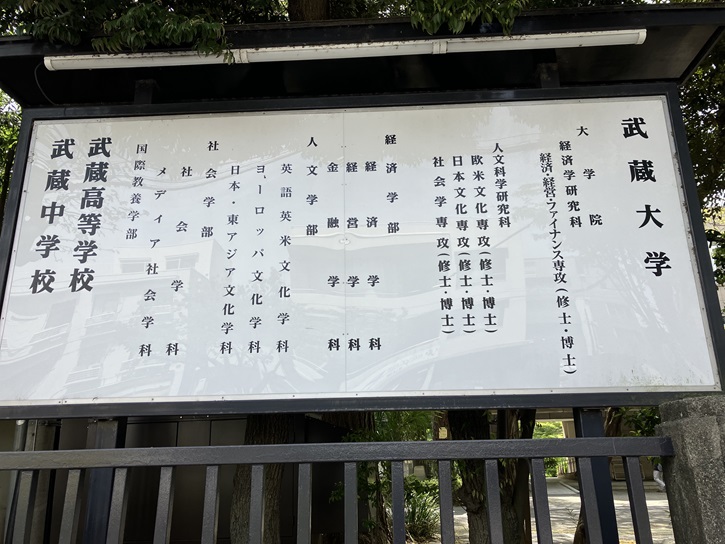 武蔵大学
大学院
経済学研究科
経済・経営・ファイナンス専攻(修士・博士)
人文科学研究科
欧米文化専攻(修士・博士)
日本文化専攻(修士・博士)
社会学専攻(修士・博士)
経済学部
経済学科
経営学科
金融学科
人文学部
英語英米文化学科
ヨーロッパ文化学科
日本・東アジア文化学科
社会学部
社会学科
メディア社会学科
国際教養学部
武蔵高等学校
武蔵中学校